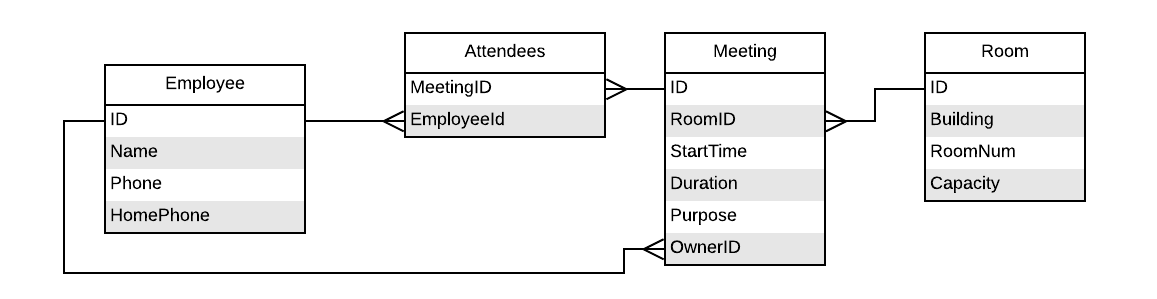 Employee
ID
Name
Phone
HomePhone
Attendees
MeetingID
EmployeeId
Meeting
ID
RoomID
StartTime
Duration
Purpose
OwnerID
Room
ID
Building
RoomNum
Capacity